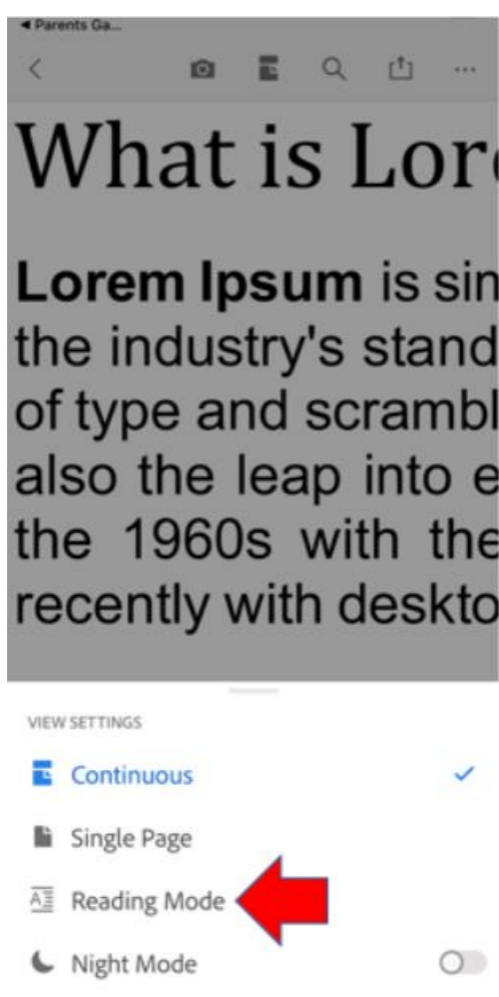 Parents Ga...
What is Lor
Lorem Ipsum is sim
the industry's stand
of type and scrambl
also the leap into e
the 1960s with the
recently with deskto
VIEW SETTINGS
Continuous
Single Page
Reading Mode
Night Mode